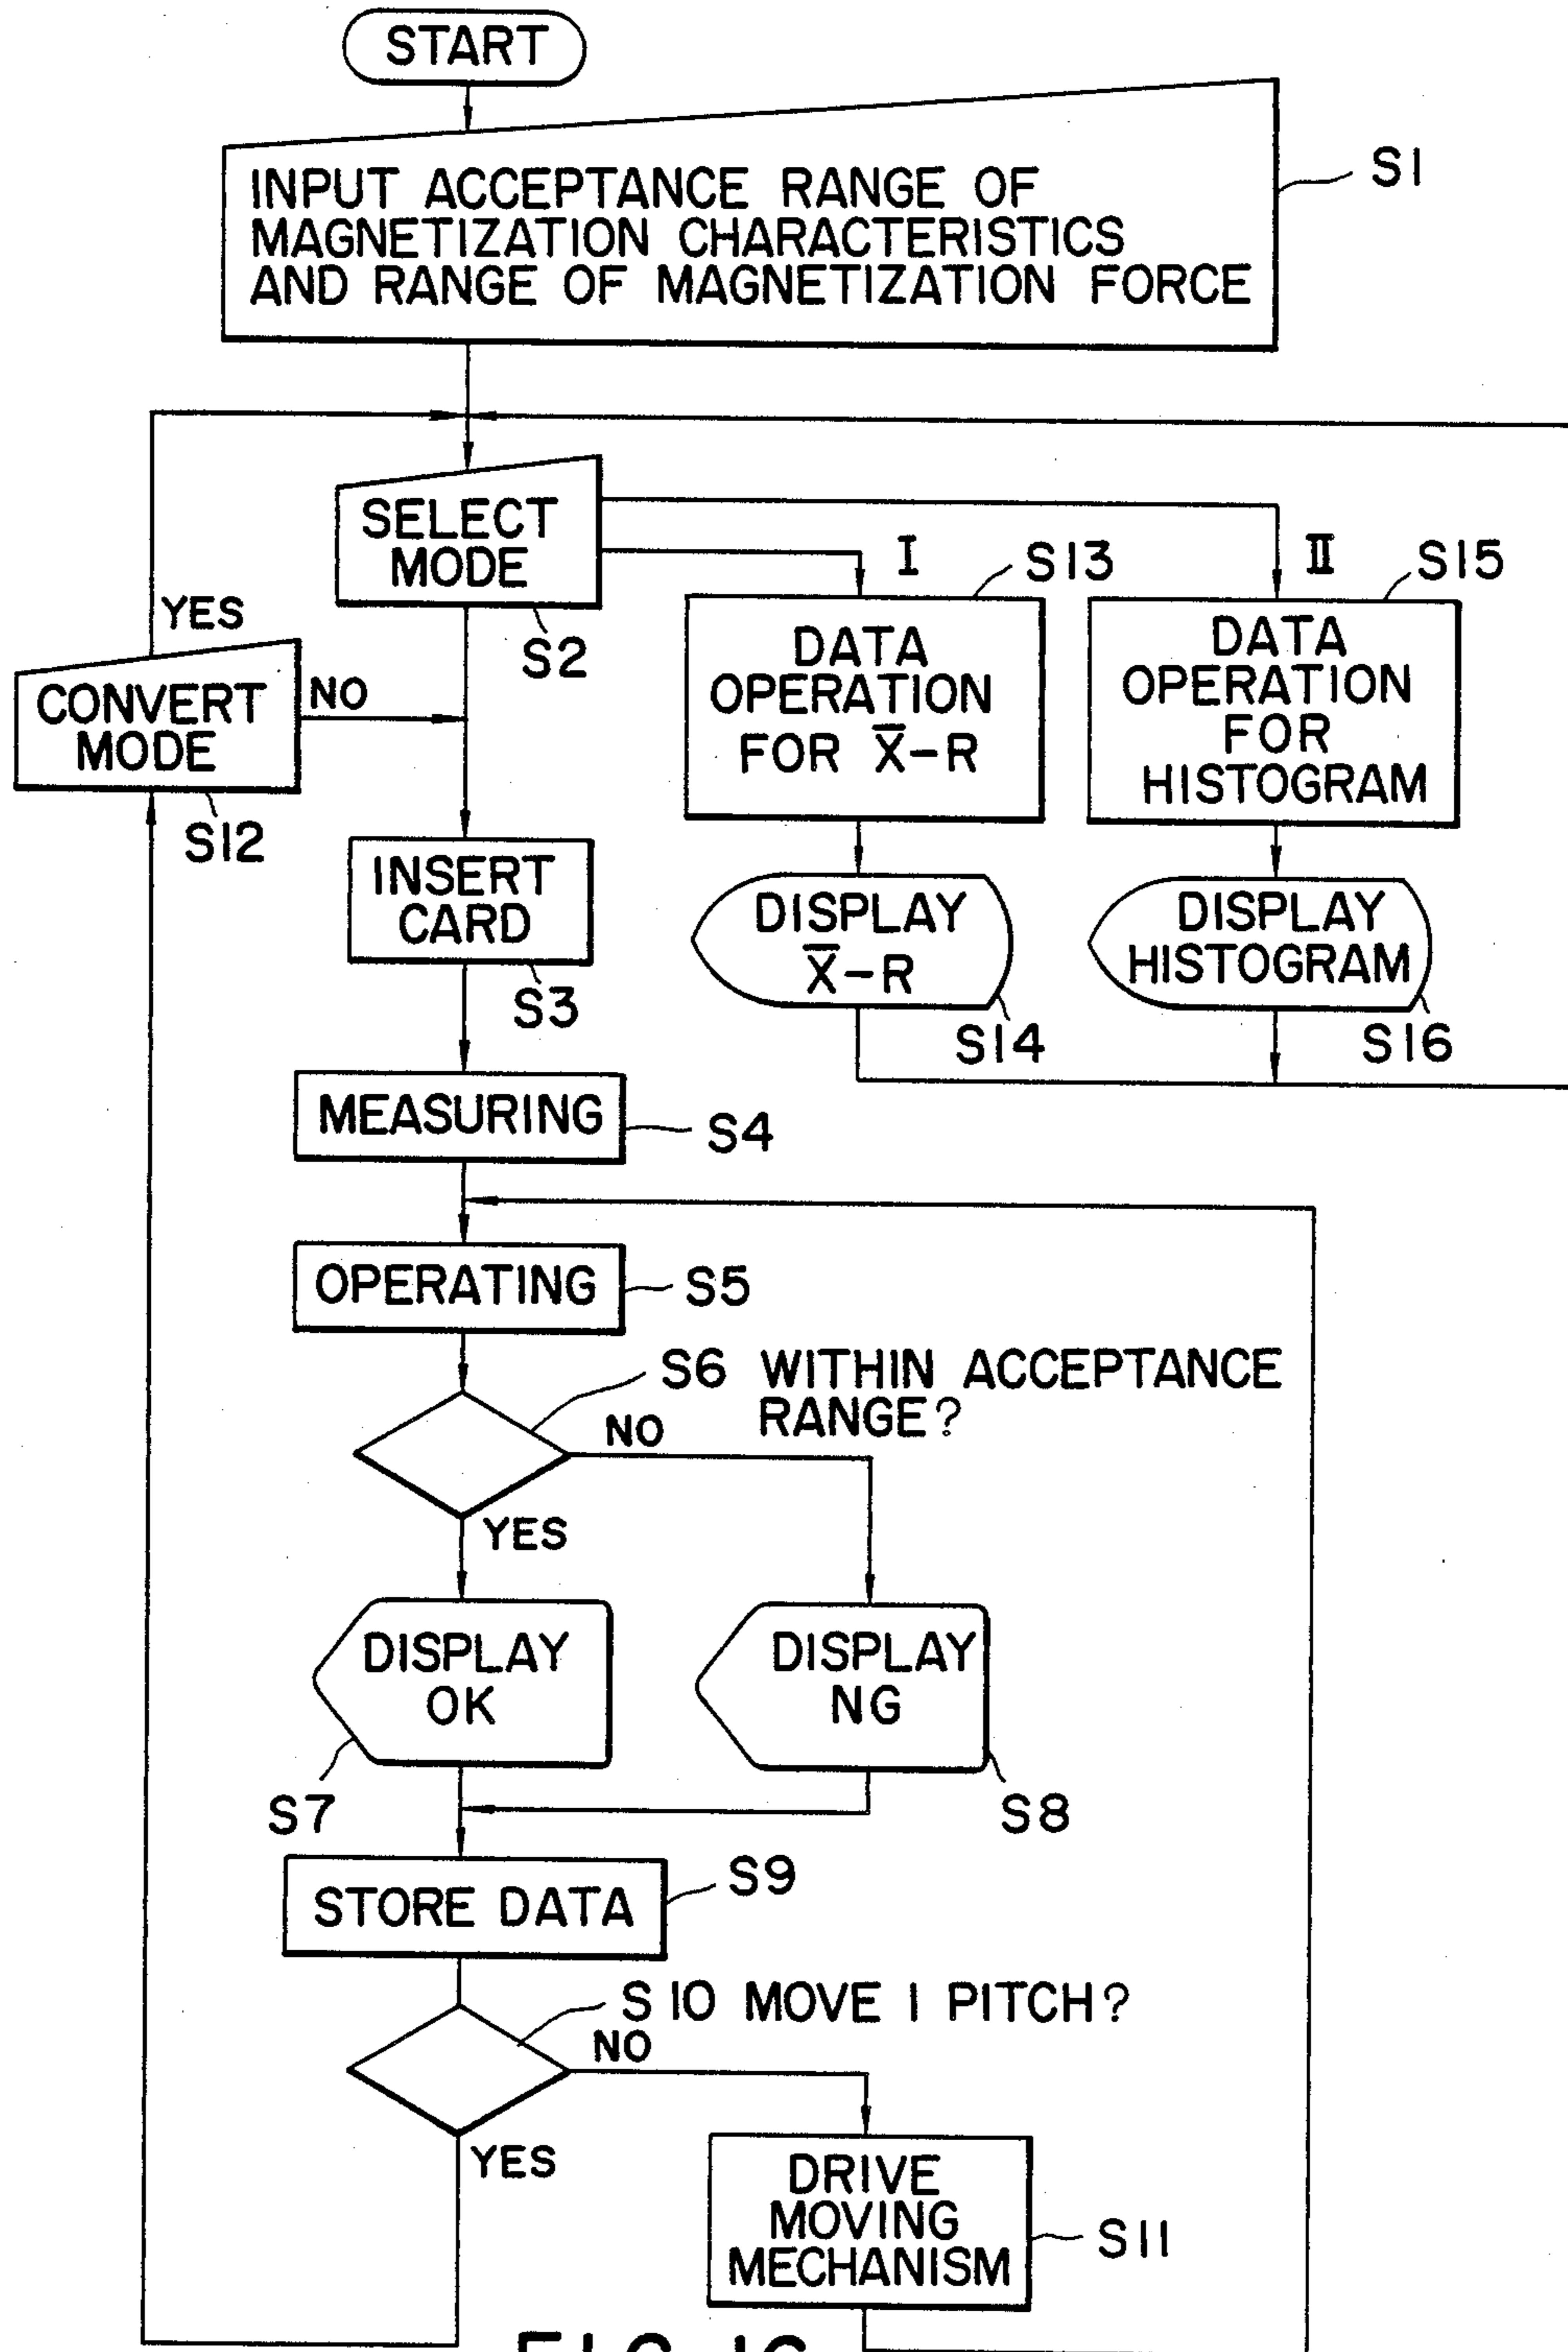 START
INPUT ACCEPTANCE RANGE OF
MAGNETIZATION CHARACTERISTICS
AND RANGE OF MAGNETIZATION FORCE
S1
SELECT
MODE
S2
I
S13
II
S15
YES
CONVERT
MODE
NO
S12
DATA
OPERATION
FOR X̅-R
DATA
OPERATION
FOR
HISTOGRAM
INSERT
CARD
S3
DISPLAY
X̅-R
S14
DISPLAY
HISTOGRAM
S16
MEASURING
S4
OPERATING
S5
S6 WITHIN ACCEPTANCE
RANGE?
NO
YES
DISPLAY
OK
S7
DISPLAY
NG
S8
STORE DATA
S9
S10 MOVE 1 PITCH?
NO
YES
DRIVE
MOVING
MECHANISM
S11